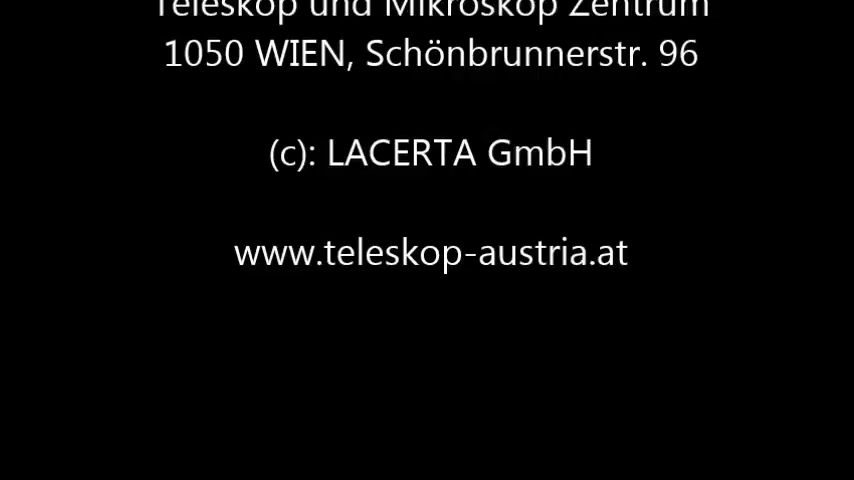 Teleskop und Mikroskop Zentrum
1050 WIEN, Schönbrunnerstr. 96
(c): LACERTA GmbH
www.teleskop-austria.at